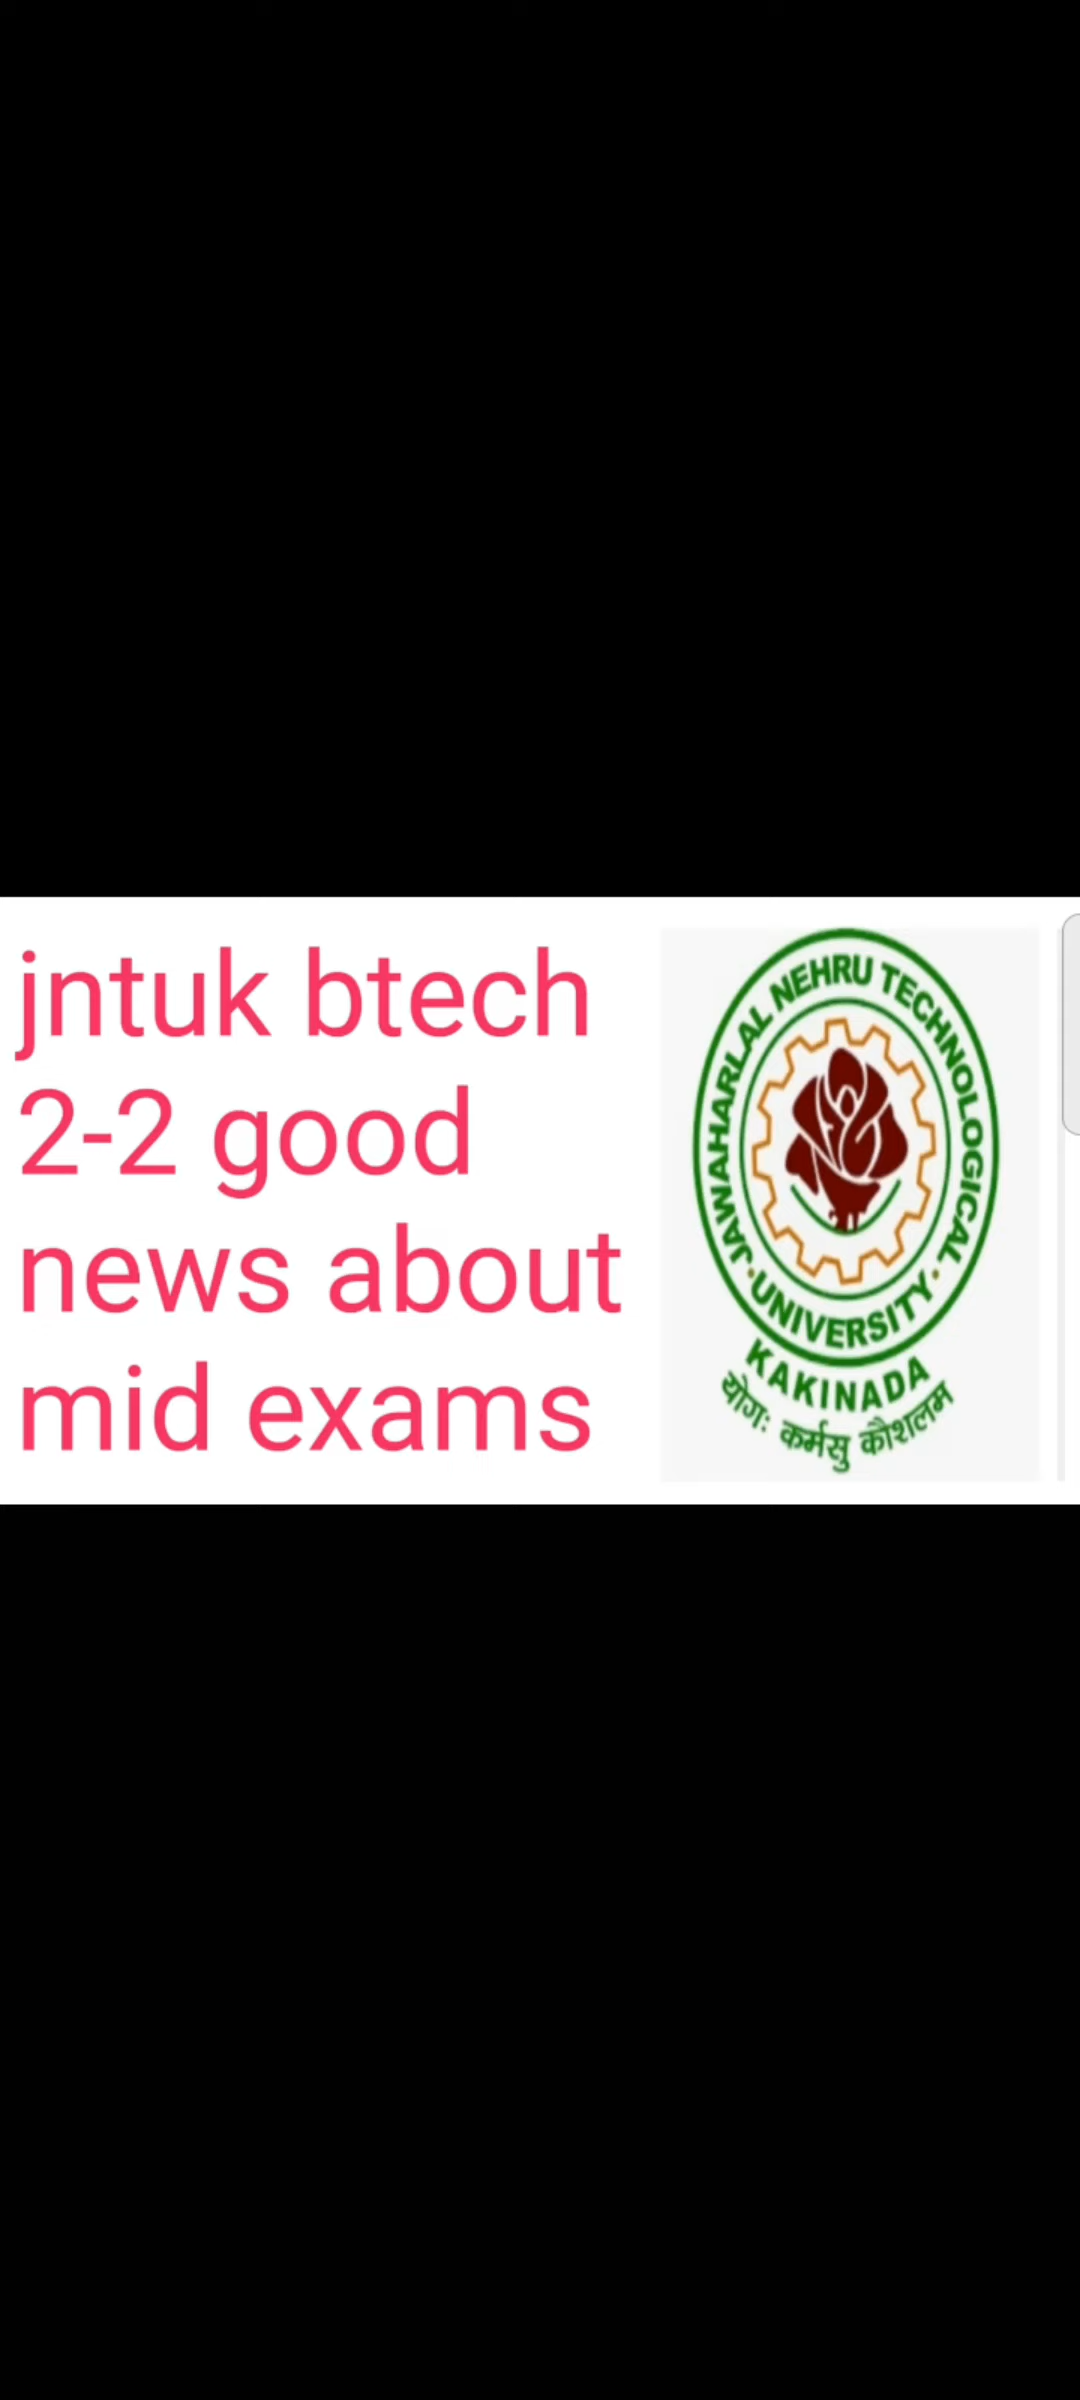 jntuk btech
2-2 good
news about
mid exams
JAWAHARLAL NEHRU TECHNOLOGICAL
UNIVERSITY
KAKINADA
योगः कर्मसु कौशलम